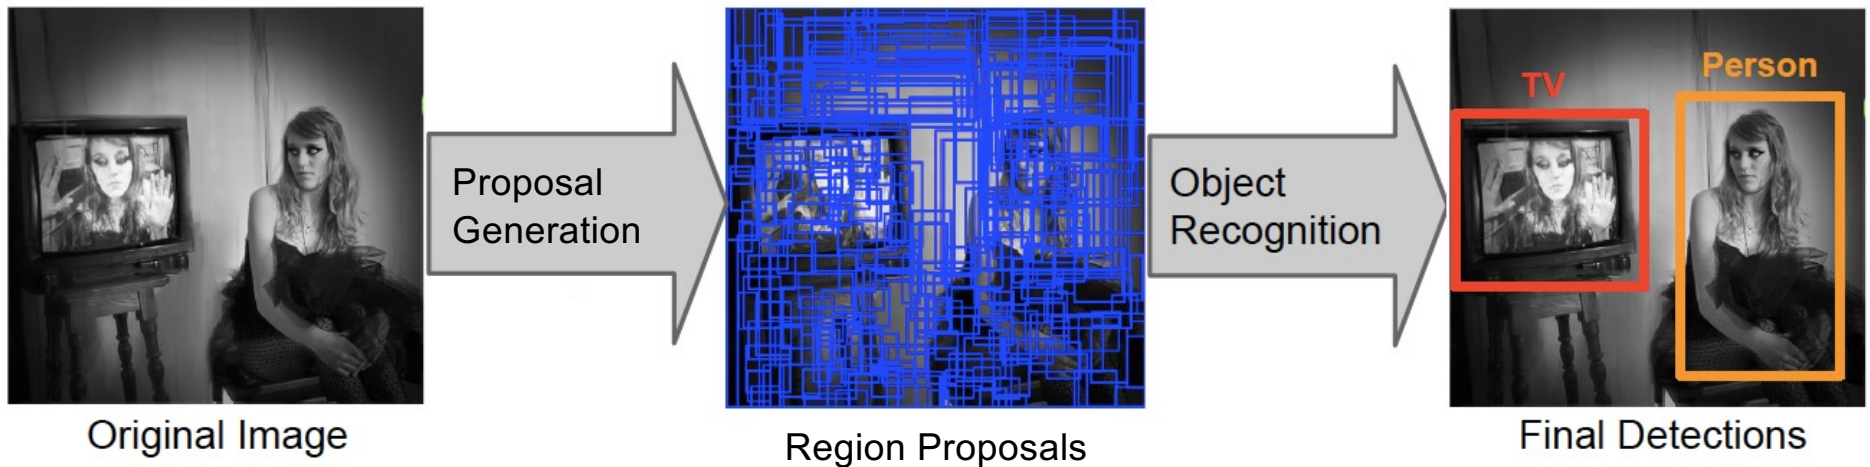 Proposal
Generation
Object
Recognition
TV
Person
Original Image
Region Proposals
Final Detections